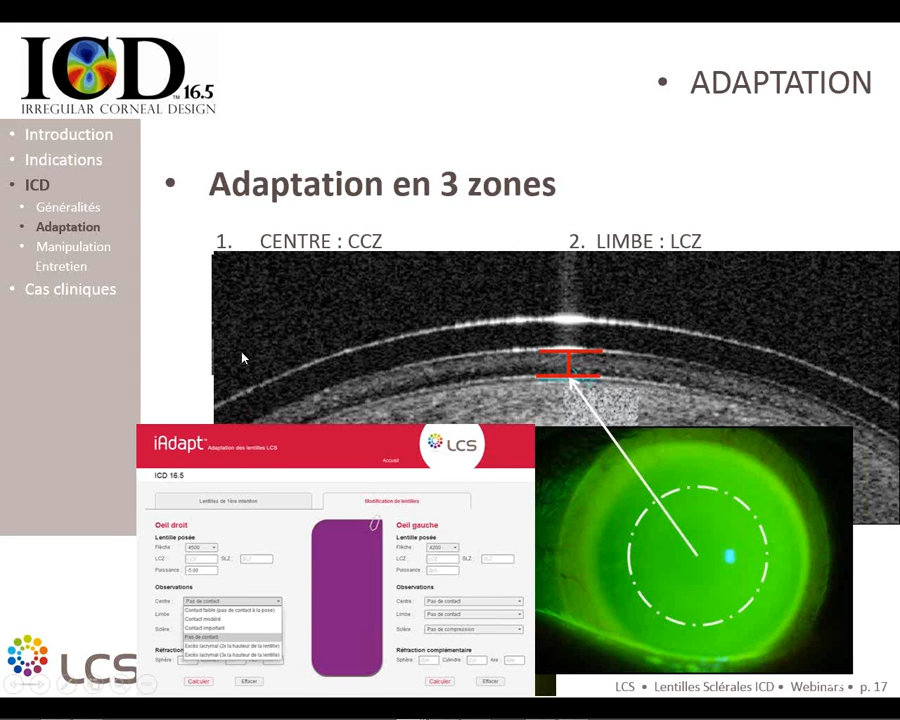 ICD 16.5
IRREGULAR CORNEAL DESIGN
• ADAPTATION
• Introduction
• Indications
• ICD
• Généralités
• Adaptation
• Manipulation
Entretien
• Cas cliniques
• Adaptation en 3 zones
1. CENTRE : CCZ
2. LIMBE : LCZ
iAdapt™ Adaptation des lentilles LCS
LCS
Accueil
ICD 16.5
Lentilles de 1ère intention
Modification de lentilles
Oeil droit
Lentille posée
Flèche : 4600
LCZ : SLZ :
Puissance : -5.00
Observations
Centre : Pas de contact
Contact faible (pas de contact à la pose)
Contact modéré
Limbe :
Contact important
Sclère :
Pas de contact
Excès lacrymal (2x la hauteur de la lentille)
Excès lacrymal (3x la hauteur de la lentille)
Réfraction
Sphère :
Calculer Effacer
Oeil gauche
Lentille posée
Flèche : 4200
LCZ : SLZ :
Puissance :
Observations
Centre : Pas de contact
Limbe : Pas de contact
Sclère : Pas de compression
Réfraction complémentaire
Sphère : Cylindre : Axe :
Calculer Effacer
LCS
LCS • Lentilles Sclérales ICD • Webinars • p. 17